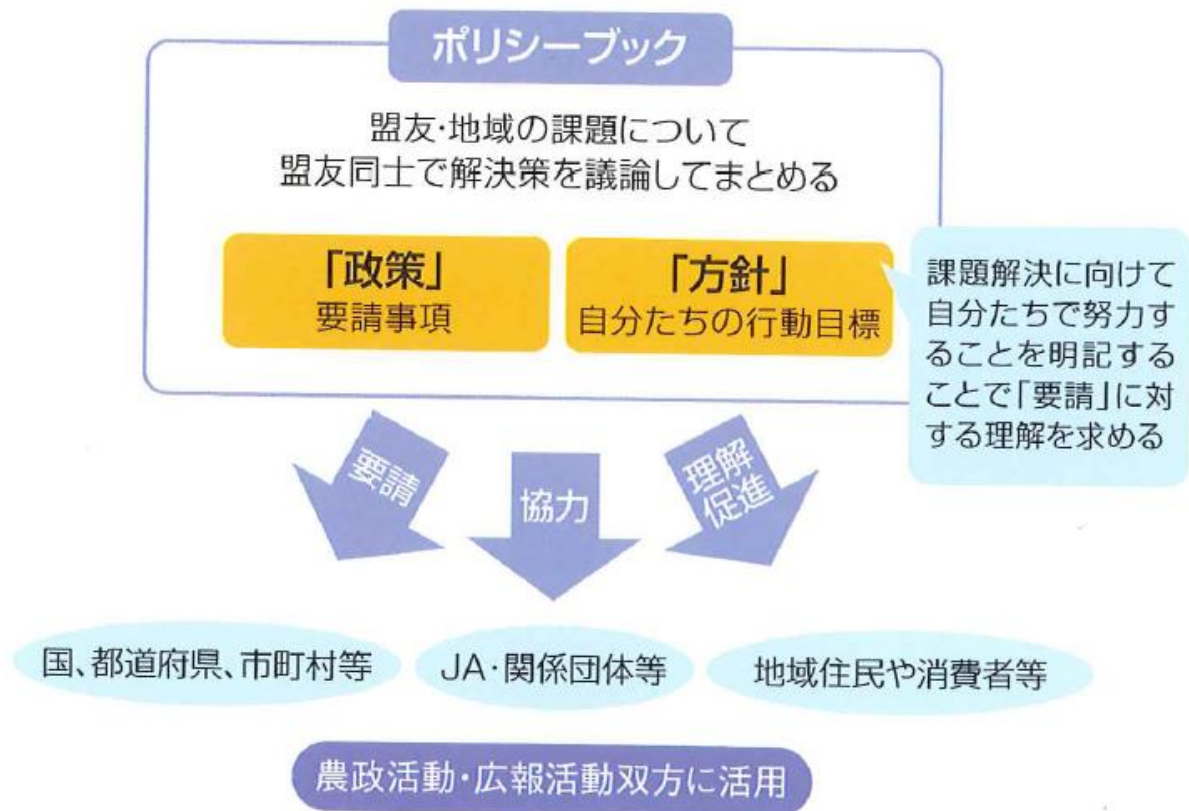 ポリシーブック
盟友・地域の課題について
盟友同士で解決策を議論してまとめる
「政策」
要請事項
「方針」
自分たちの行動目標
課題解決に向けて
自分たちで努力す
ることを明記する
ことで「要請」に対
する理解を求める
要請
協力
理解
促進
国、都道府県、市町村等
JA・関係団体等
地域住民や消費者等
農政活動・広報活動双方に活用